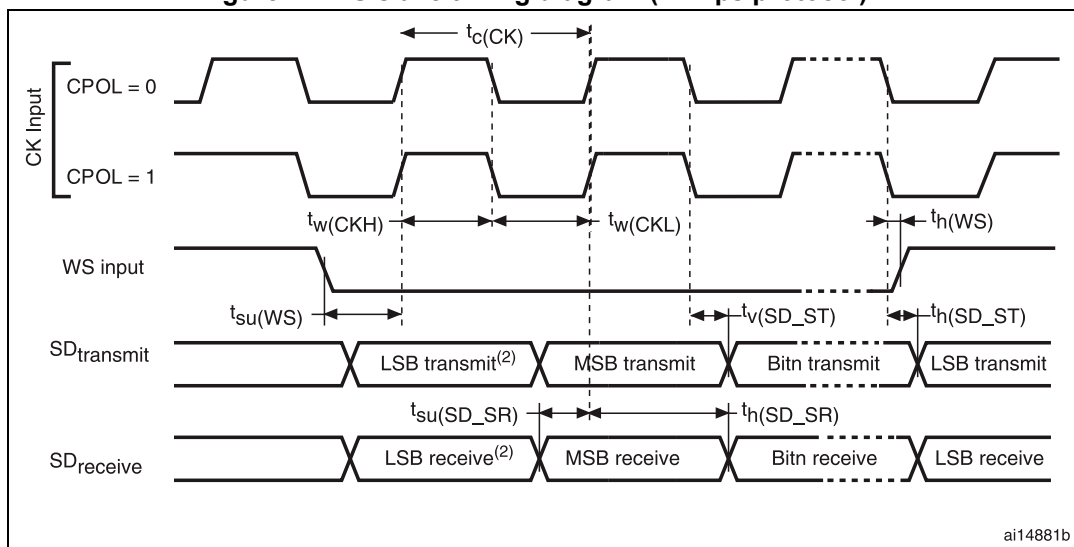 tc(CK)
CK Input
CPOL = 0
CPOL = 1
tw(CKH)
tw(CKL)
th(WS)
WS input
tsu(WS)
tv(SD_ST)
th(SD_ST)
SDtransmit
LSB transmit(2)
MSB transmit
Bitn transmit
LSB transmit
tsu(SD_SR)
th(SD_SR)
SDreceive
LSB receive(2)
MSB receive
Bitn receive
LSB receive
ai14881b